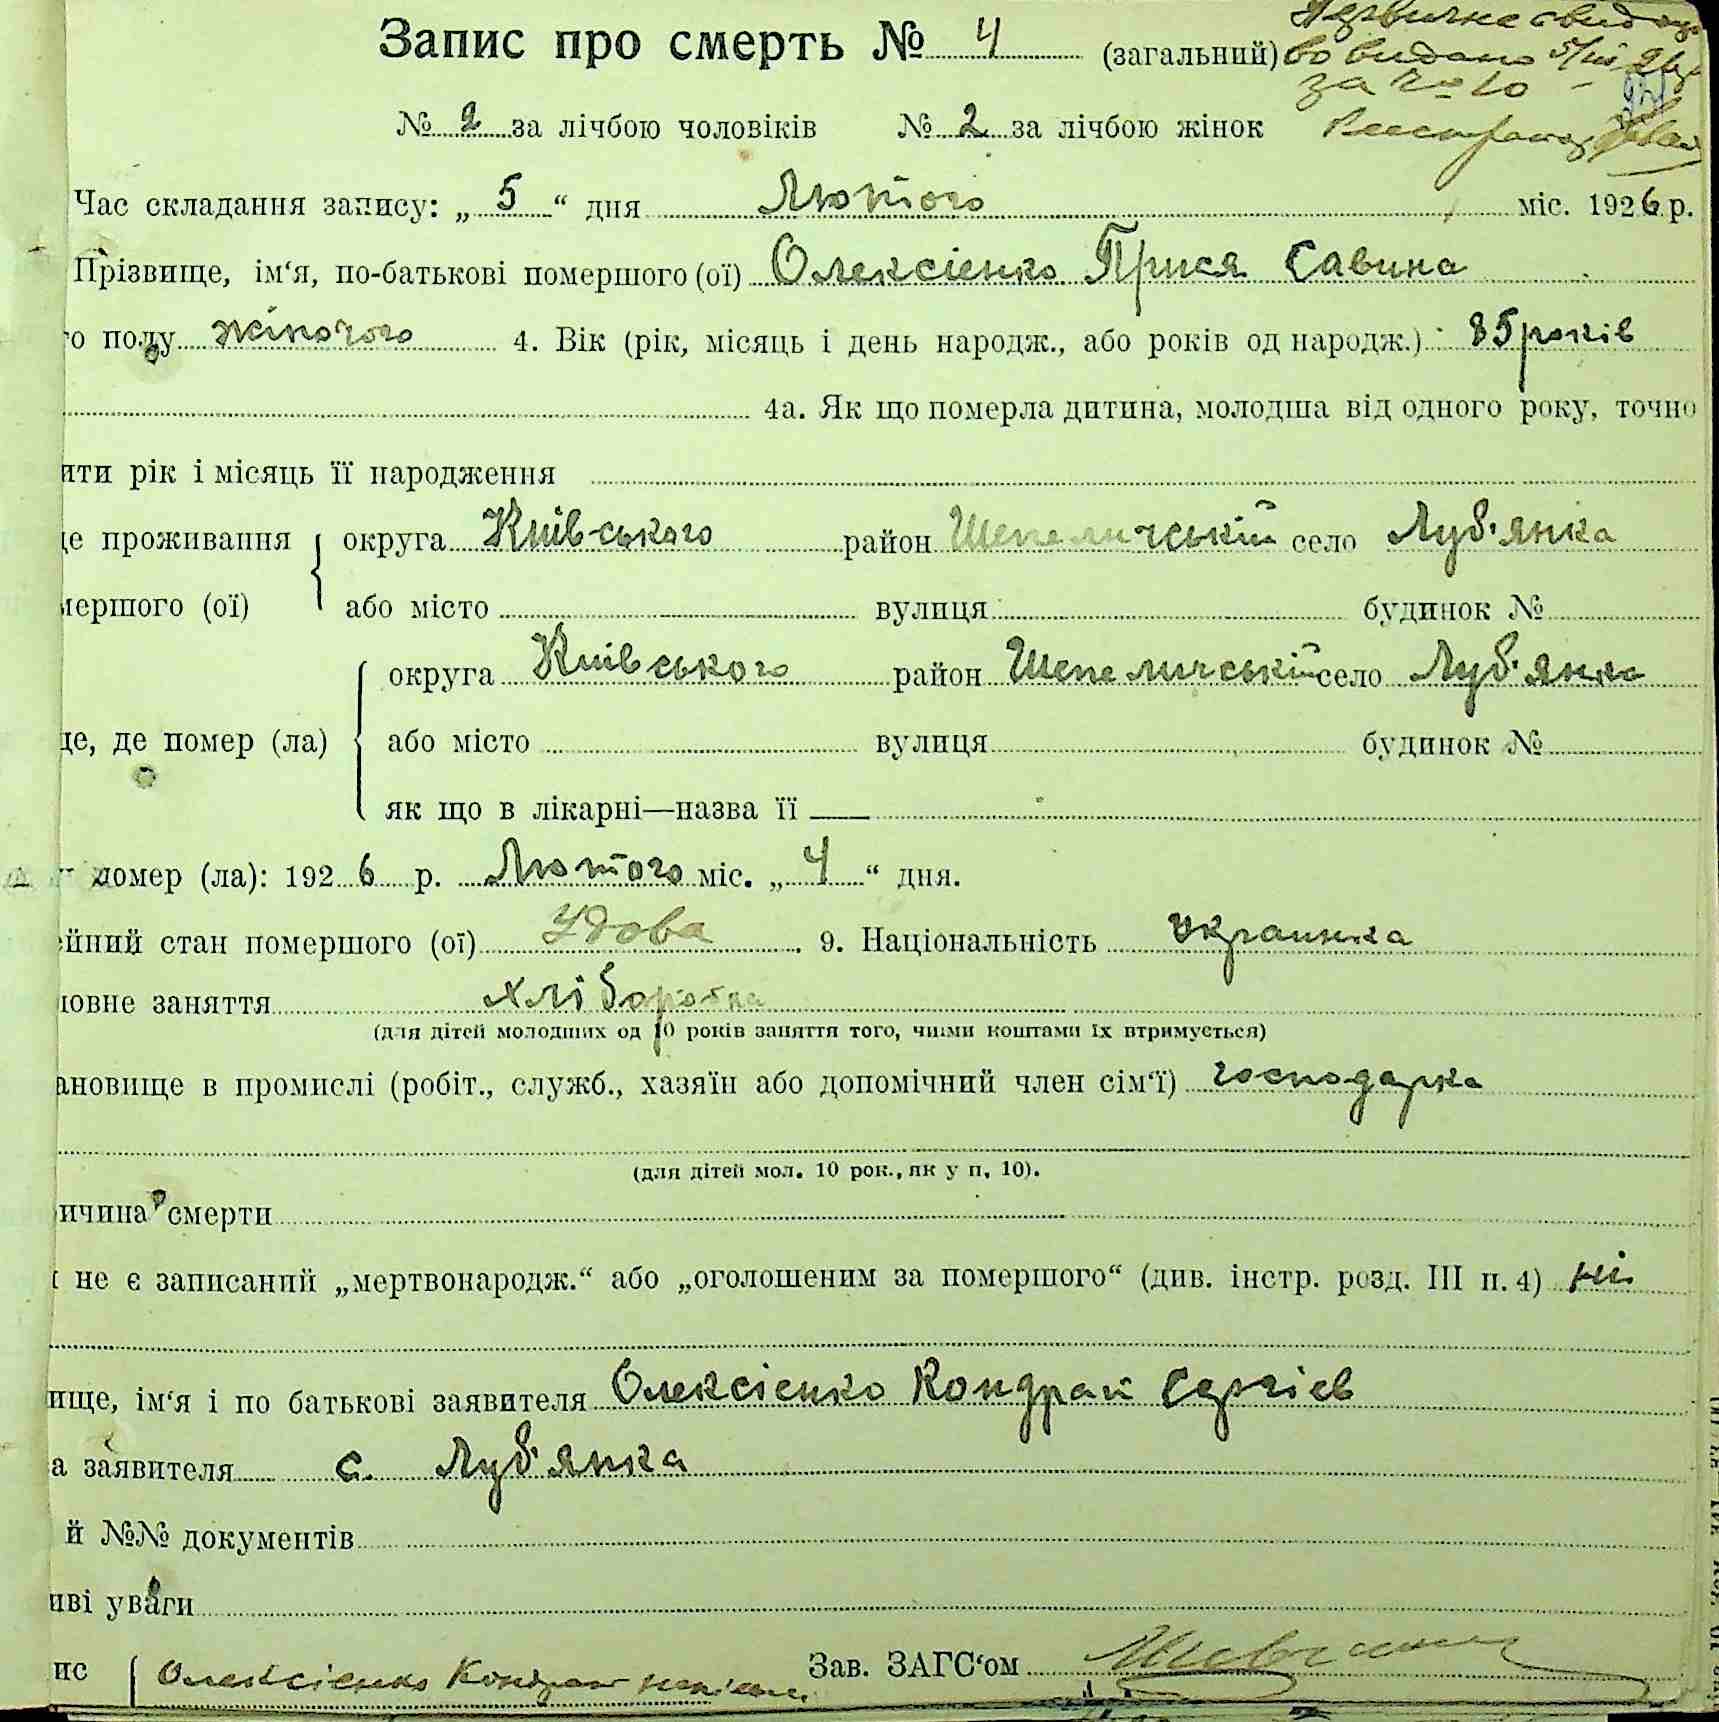 Запис про смерть № 4 (загальний)
Первичне свидоц
во видано 5/III 26 р
за № 10
№ 2 за лічбою чоловіків № 2 за лічбою жінок
Час складання запису: „ 5 “ дня Лютого міс. 1926 р.
Прізвище, ім‘я, по-батькові помершого (ої) Олексієнко Прися Савина
го полу жіночого 4. Вік (рік, місяць і день народж., або років од народж.) 85 років
4а. Як що померла дитина, молодша від одного року, точно
ити рік і місяць її народження
це проживання округа Київського район Шепеличський село Луб'янка
мершого (ої) або місто вулиця будинок №
округа Київського район Шепеличський село Луб'янка
це, де помер (ла) або місто вулиця будинок №
як що в лікарні—назва її
помер (ла): 1926 р. Лютого міс. „ 4 “ дня.
ейний стан помершого (ої) Удова 9. Національність Украинка
ловне заняття хліборобка
(для дітей молодших од 10 років заняття того, чиїми коштами їх втримується)
ановище в промислі (робіт., служб., хазяїн або допомічний член сім‘ї) господарка
(для дітей мол. 10 рок., як у п. 10).
ичина смерти
и не є записаний „мертвонародж.“ або „оголошеним за помершого“ (див. інстр. розд. III п. 4) ні
ище, ім‘я і по батькові заявителя Олексієнко Кондрат Сергієв
а заявителя с. Луб'янка
й №№ документів
иві уваги
ис Олексієнко Кондрат Зав. ЗАГС‘ом